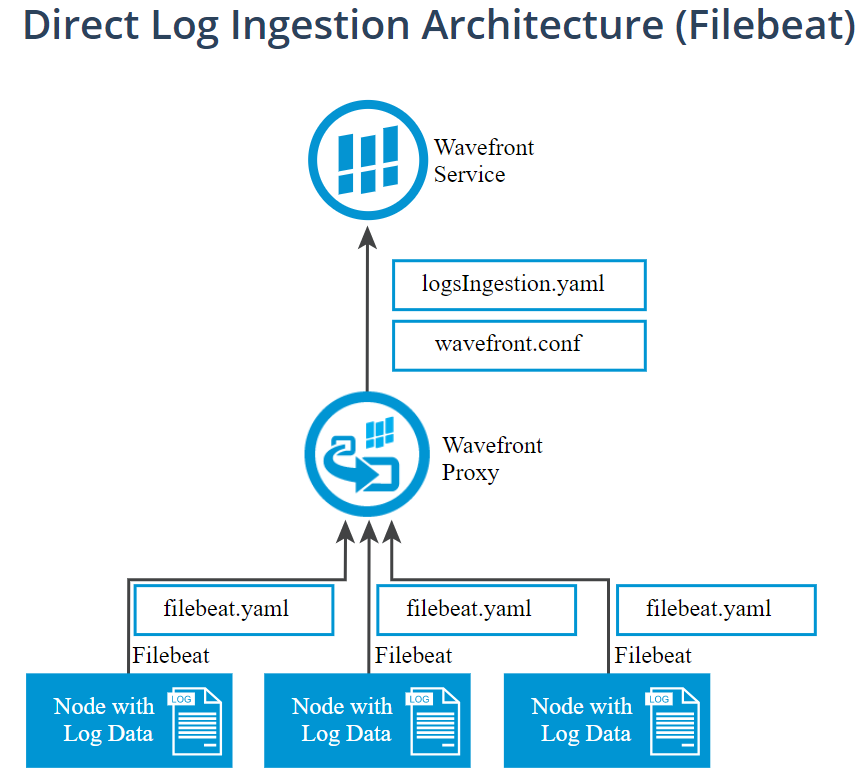 Direct Log Ingestion Architecture (Filebeat)
Wavefront
Service
logsIngestion.yaml
wavefront.conf
Wavefront
Proxy
filebeat.yaml
filebeat.yaml
filebeat.yaml
Filebeat
Filebeat
Filebeat
Node with
Log Data
LOG
Node with
Log Data
LOG
Node with
Log Data
LOG